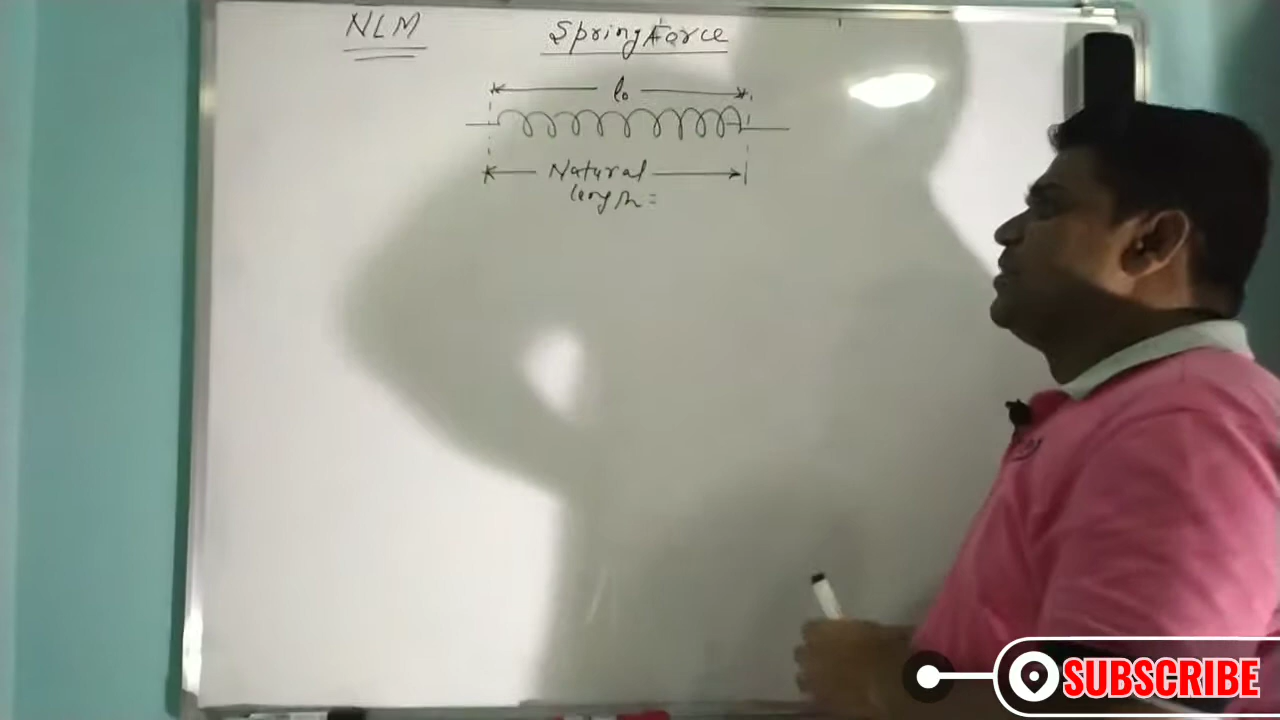 NLM
Spring Force
l₀
Natural
length =
SUBSCRIBE